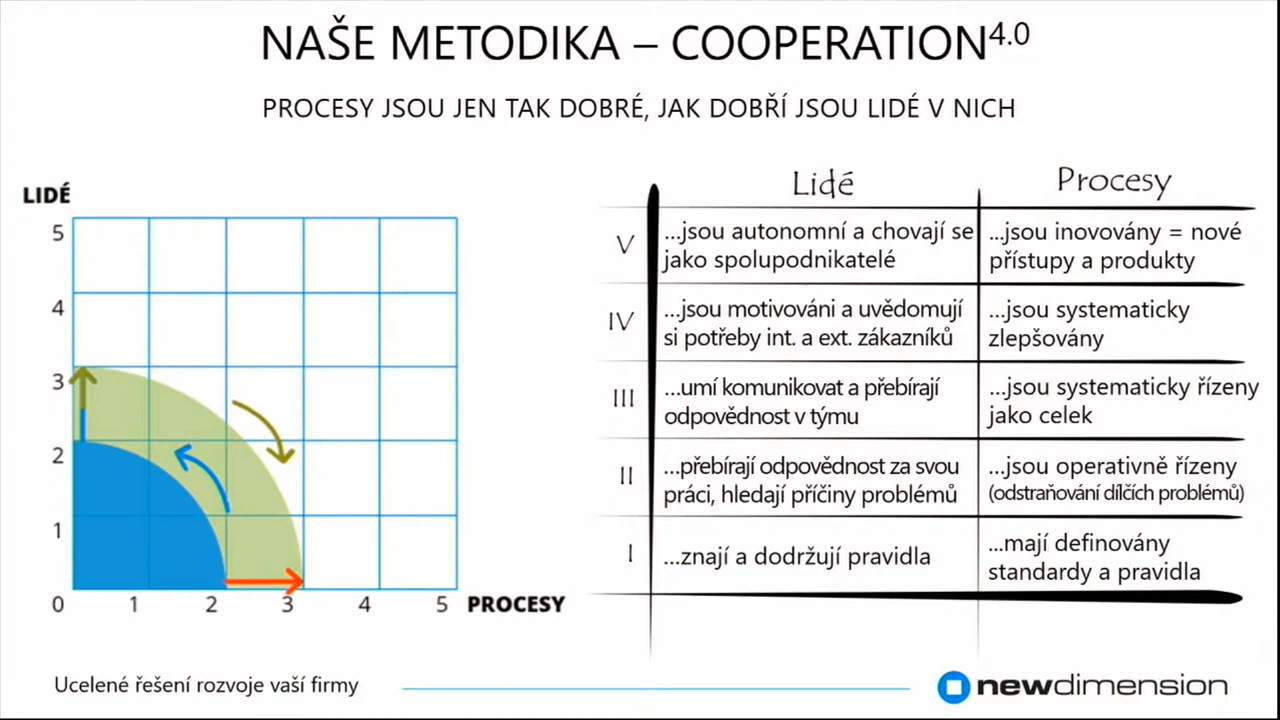 NAŠE METODIKA – COOPERATION4.0
PROCESY JSOU JEN TAK DOBRÉ, JAK DOBŘÍ JSOU LIDÉ V NICH
LIDÉ
5
4
3
2
1
0 1 2 3 4 5 PROCESY
Lidé Procesy
V ...jsou autonomní a chovají se ...jsou inovovány = nové
jako spolupodnikatelé přístupy a produkty
IV ...jsou motivováni a uvědomují ...jsou systematicky
si potřeby int. a ext. zákazníků zlepšovány
III ...umí komunikovat a přebírají ...jsou systematicky řízeny
odpovědnost v týmu jako celek
II ...přebírají odpovědnost za svou ...jsou operativně řízeny
práci, hledají příčiny problémů (odstraňování dílčích problémů)
I ...znají a dodržují pravidla ...mají definovány
standardy a pravidla
Ucelené řešení rozvoje vaší firmy
newdimension